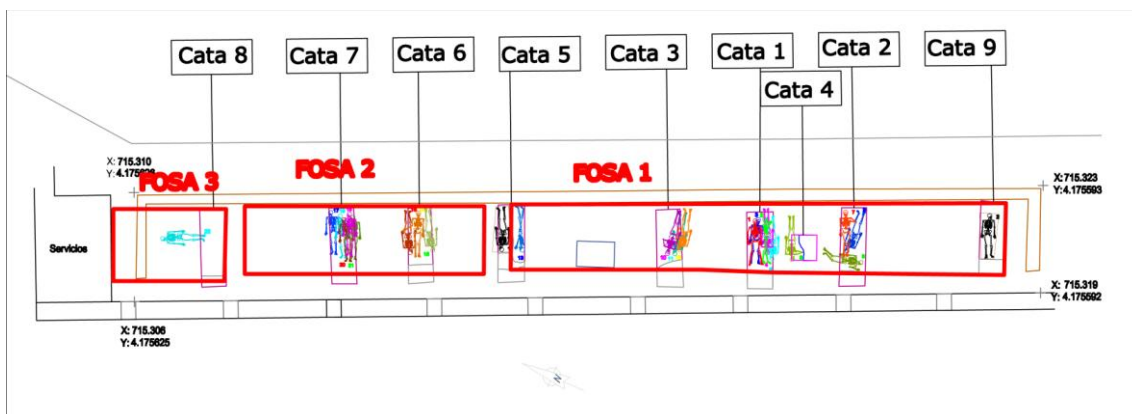 Cata 8
Cata 7
Cata 6
Cata 5
Cata 3
Cata 1
Cata 2
Cata 9
Cata 4
X: 715.310
FOSA 3
FOSA 2
FOSA 1
X: 715.323
Y: 4.175593
Servicios
X: 715.306
Y: 4.175625
X: 715.319
Y: 4.175592
N